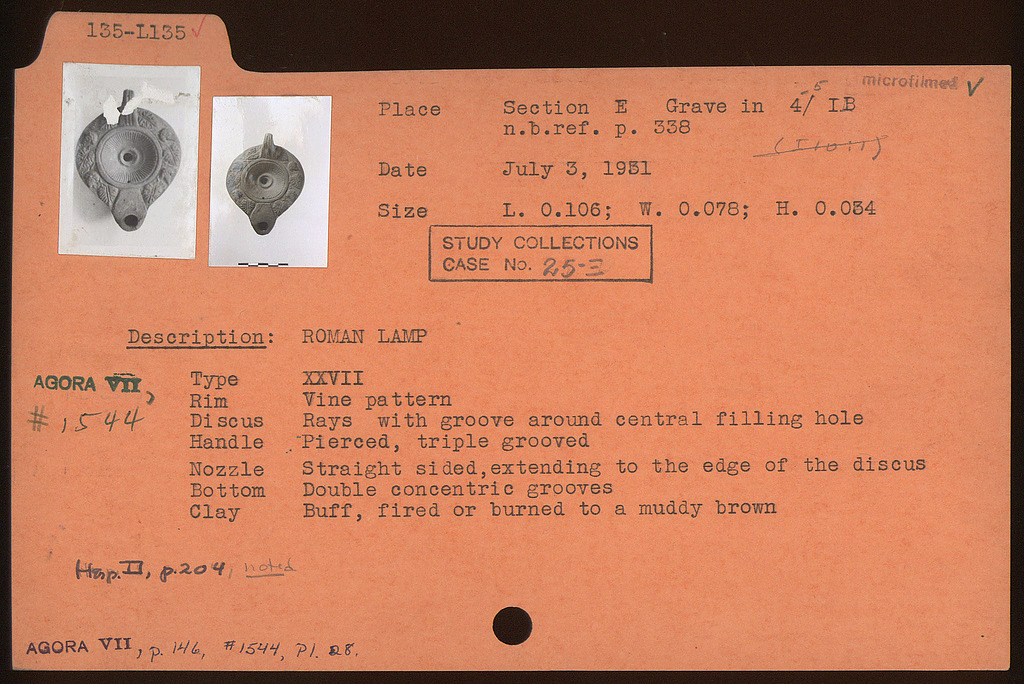 135-L135 ✓
microfilmed ✓
Place Section E Grave in 4/5 IB
n.b.ref. p. 338
Date July 3, 1931
Size L. 0.106; W. 0.078; H. 0.034
STUDY COLLECTIONS
CASE No. 25-
Description: ROMAN LAMP
AGORA VII,
# 1544
Type XXVII
Rim Vine pattern
Discus Rays with groove around central filling hole
Handle Pierced, triple grooved
Nozzle Straight sided,extending to the edge of the discus
Bottom Double concentric grooves
Clay Buff, fired or burned to a muddy brown
Hesp. II, p.204, noted
AGORA VII, p. 146, #1544, Pl. 28.